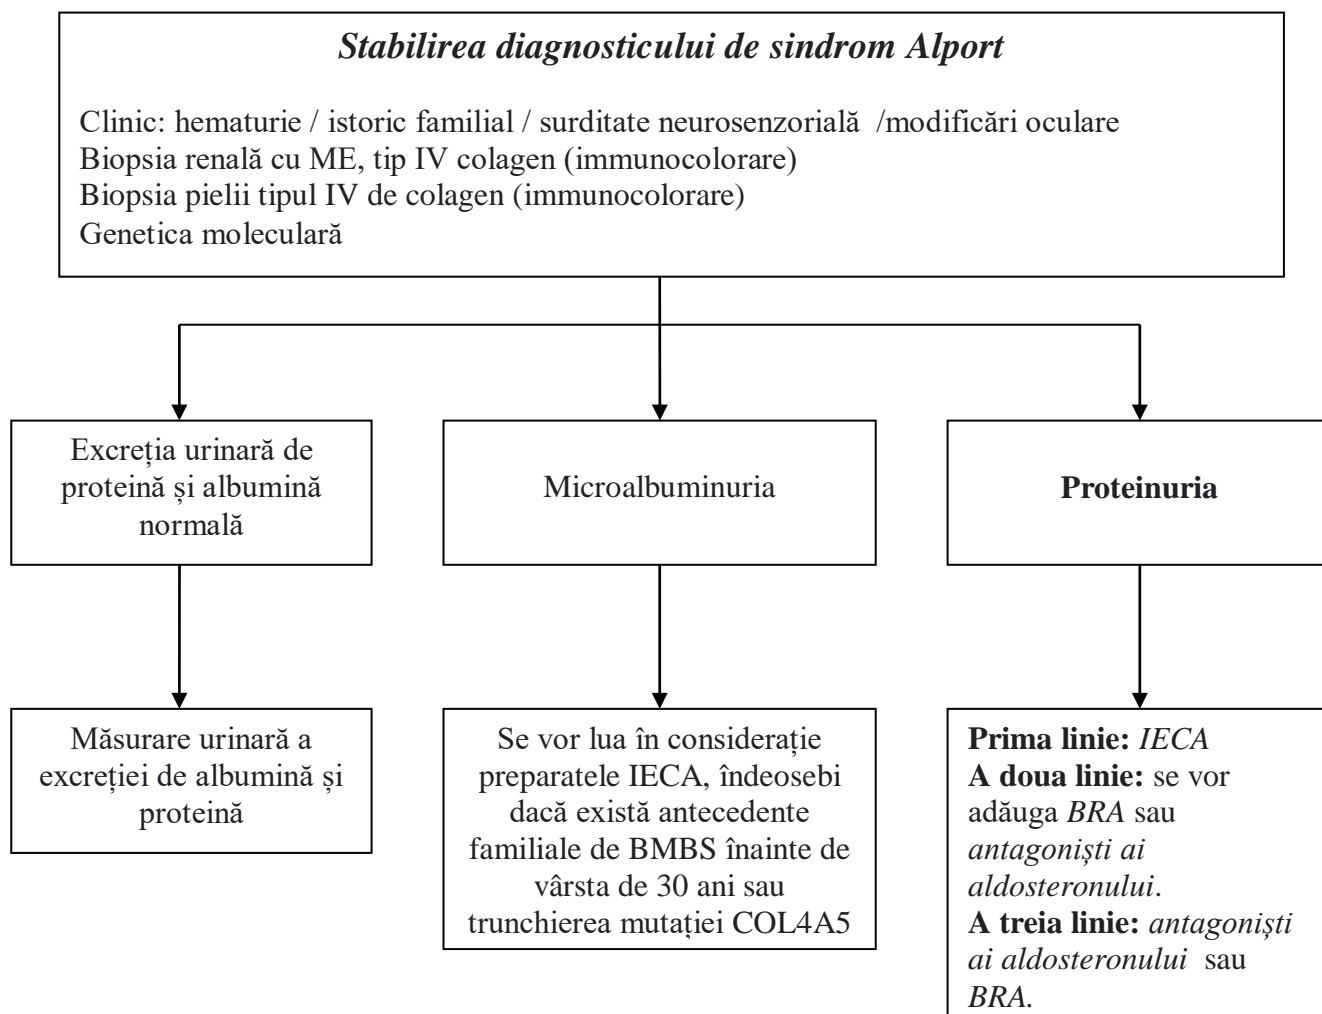 Stabilirea diagnosticului de sindrom Alport
Clinic: hematurie / istoric familial / surditate neurosenzorială /modificări oculare
Biopsia renală cu ME, tip IV colagen (immunocolorare)
Biopsia pielii tipul IV de colagen (immunocolorare)
Genetica moleculară
Excreția urinară de
proteină și albumină
normală
Microalbuminuria
Proteinuria
Măsurare urinară a
excreției de albumină și
proteină
Se vor lua în considerație
preparatele IECA, îndeosebi
dacă există antecedente
familiale de BMBS înainte de
vârsta de 30 ani sau
trunchierea mutației COL4A5
Prima linie: IECA
A doua linie: se vor
adăuga BRA sau
antagoniști ai
aldosteronului.
A treia linie: antagoniști
ai aldosteronului sau
BRA.